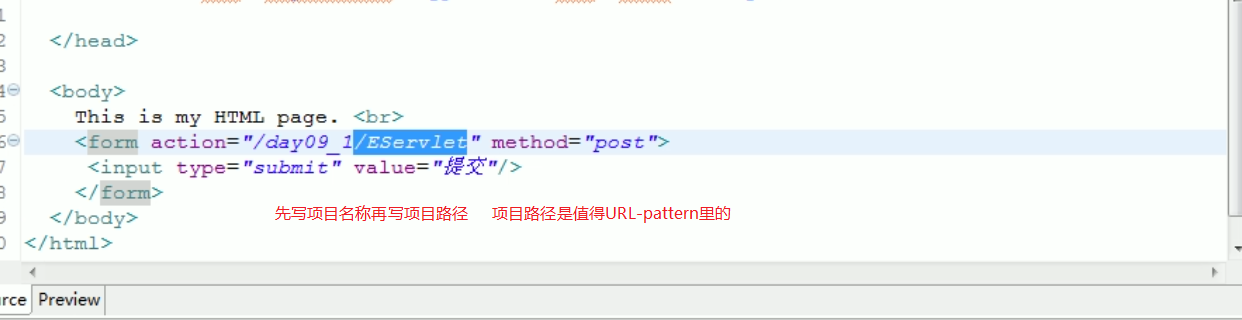 1
2 </head>
3
4 <body>
5 This is my HTML page. <br>
6 <form action="/day09_1/EServlet" method="post">
7 <input type="submit" value="提交"/>
8 </form>
先写项目名称再写项目路径 项目路径是值得URL-pattern里的
9 </body>
0 </html>
urce Preview